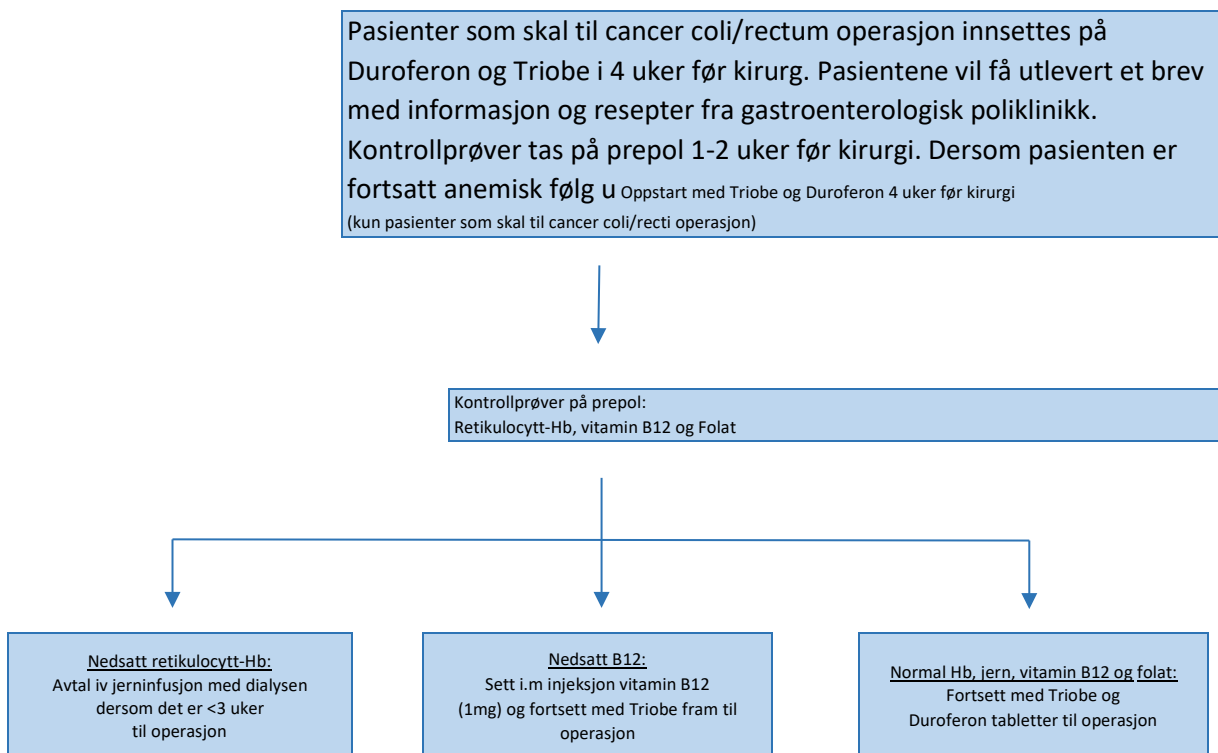 Pasienter som skal til cancer coli/rectum operasjon innsettes på
Duroferon og Triobe i 4 uker før kirurg. Pasientene vil få utlevert et brev
med informasjon og resepter fra gastroenterologisk poliklinikk.
Kontrollprøver tas på prepol 1-2 uker før kirurgi. Dersom pasienten er
fortsatt anemisk følg u Oppstart med Triobe og Duroferon 4 uker før kirurgi
(kun pasienter som skal til cancer coli/recti operasjon)
Kontrollprøver på prepol:
Retikulocytt-Hb, vitamin B12 og Folat
Nedsatt retikulocytt-Hb:
Avtal iv jerninfusjon med dialysen
dersom det er <3 uker
til operasjon
Nedsatt B12:
Sett i.m injeksjon vitamin B12
(1mg) og fortsett med Triobe fram til
operasjon
Normal Hb, jern, vitamin B12 og folat:
Fortsett med Triobe og
Duroferon tabletter til operasjon